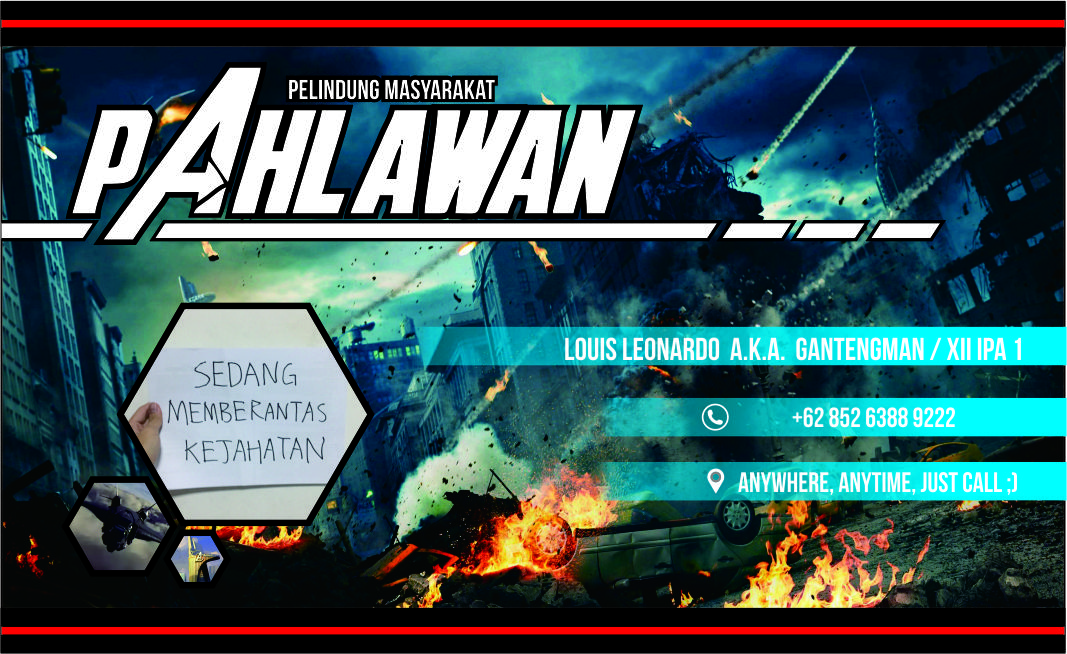 PELINDUNG MASYARAKAT
PAHLAWAN
LOUIS LEONARDO A.K.A. GANTENGMAN / XII IPA 1
SEDANG
MEMBERANTAS
KEJAHATAN
+62 852 6388 9222
ANYWHERE, ANYTIME, JUST CALL ;)